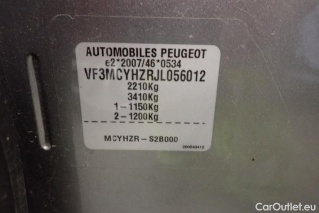 AUTOMOBILES PEUGEOT
e2*2007/46*0534
VF3MCYHZRJL056012
2210Kg
3410Kg
1-1150Kg
2-1200Kg
MCYHZR-S2B000
CarOutlet.eu